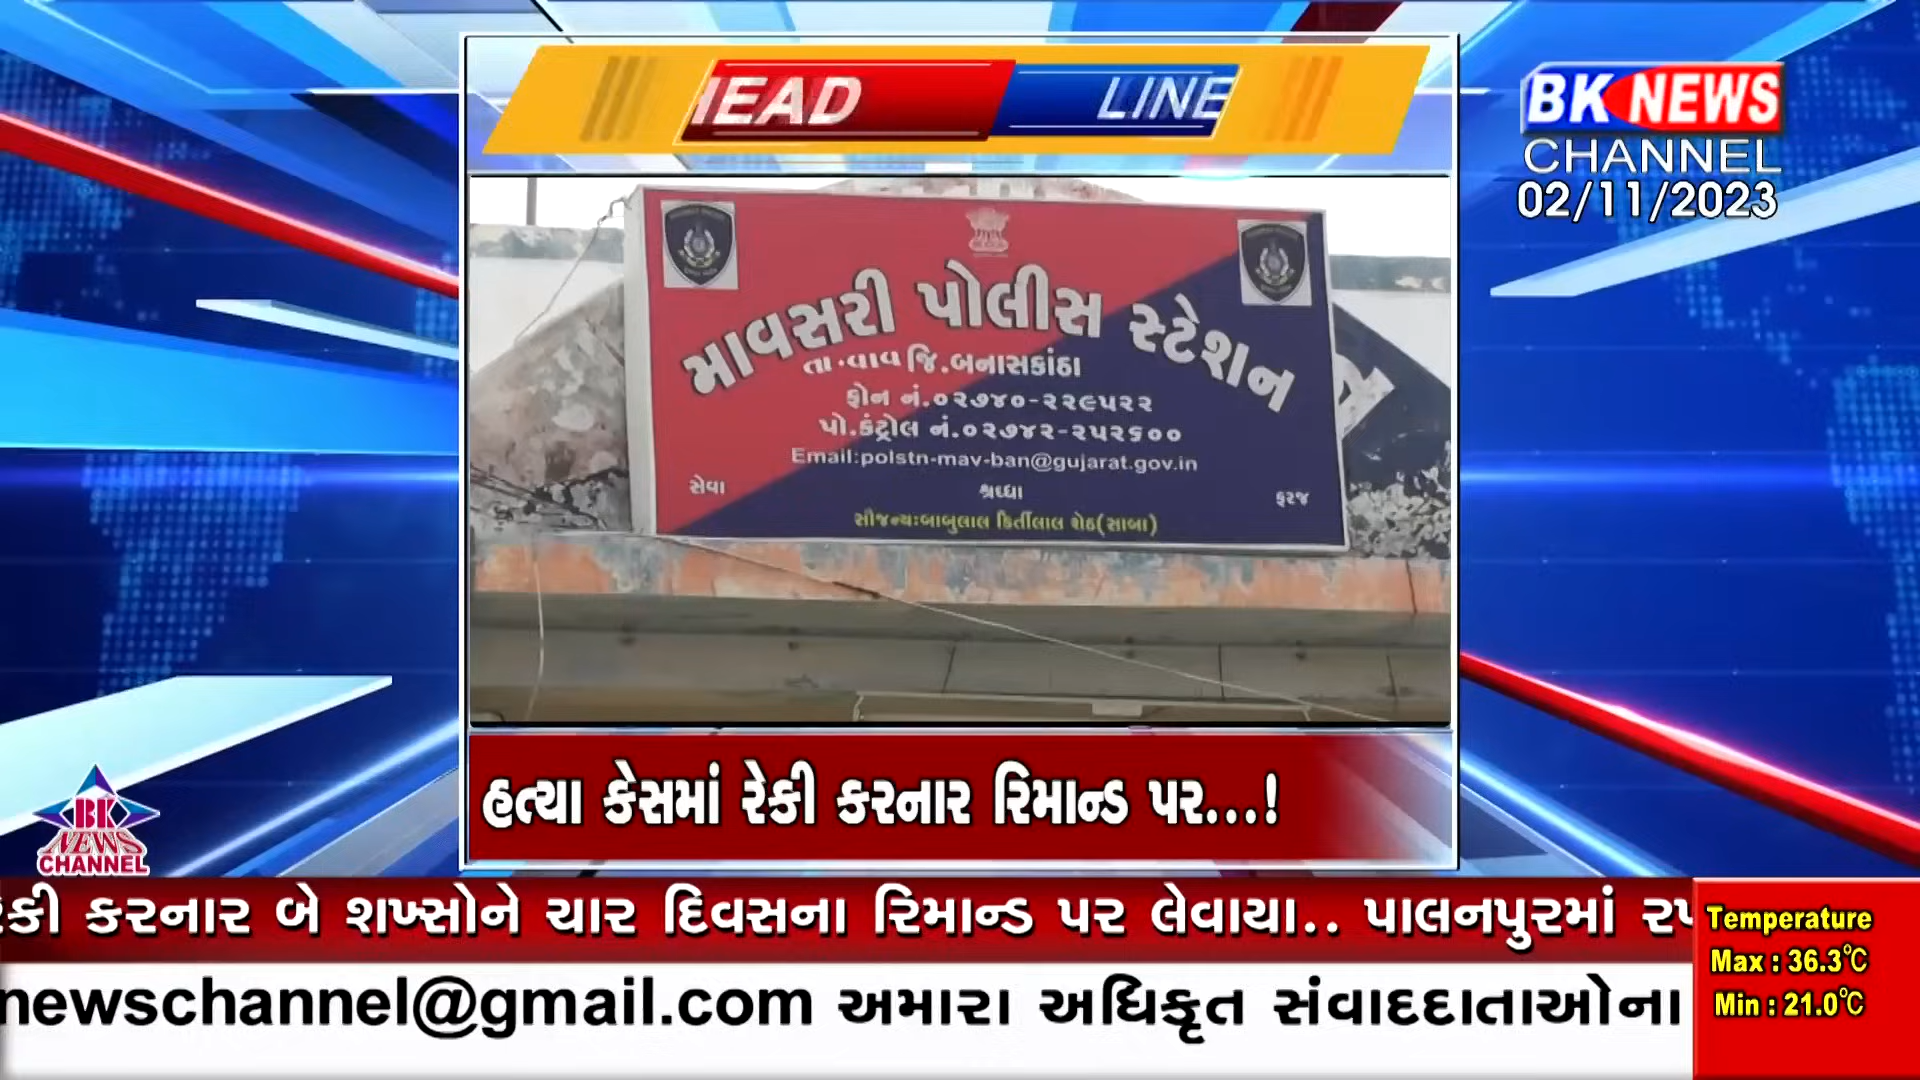 HEAD LINE
BK NEWS
CHANNEL
02/11/2023
માવસરી પોલીસ સ્ટેશન
તા.વાવ જિ.બનાસકાંઠા
ફોન નં.૦૨૭૪૦-૨૨૯૫૨૨
પો.કંટ્રોલ નં.૦૨૭૪૨-૨૫૨૬૦૦
Email:polstn-mav-ban@gujarat.gov.in
સેવા શ્રધ્ધા ફરજ
સૌજન્ય:બાબુલાલ કિર્તીલાલ શેઠ(સાબા)
હત્યા કેસમાં રેકી કરનાર રિમાન્ડ પર...!
BK
NEWS
CHANNEL
કી કરનાર બે શખ્સોને ચાર દિવસના રિમાન્ડ પર લેવાયા.. પાલનપુરમાં
newschannel@gmail.com અમારા અધિકૃત સંવાદદાતાઓના
Temperature
Max : 36.3°C
Min : 21.0°C